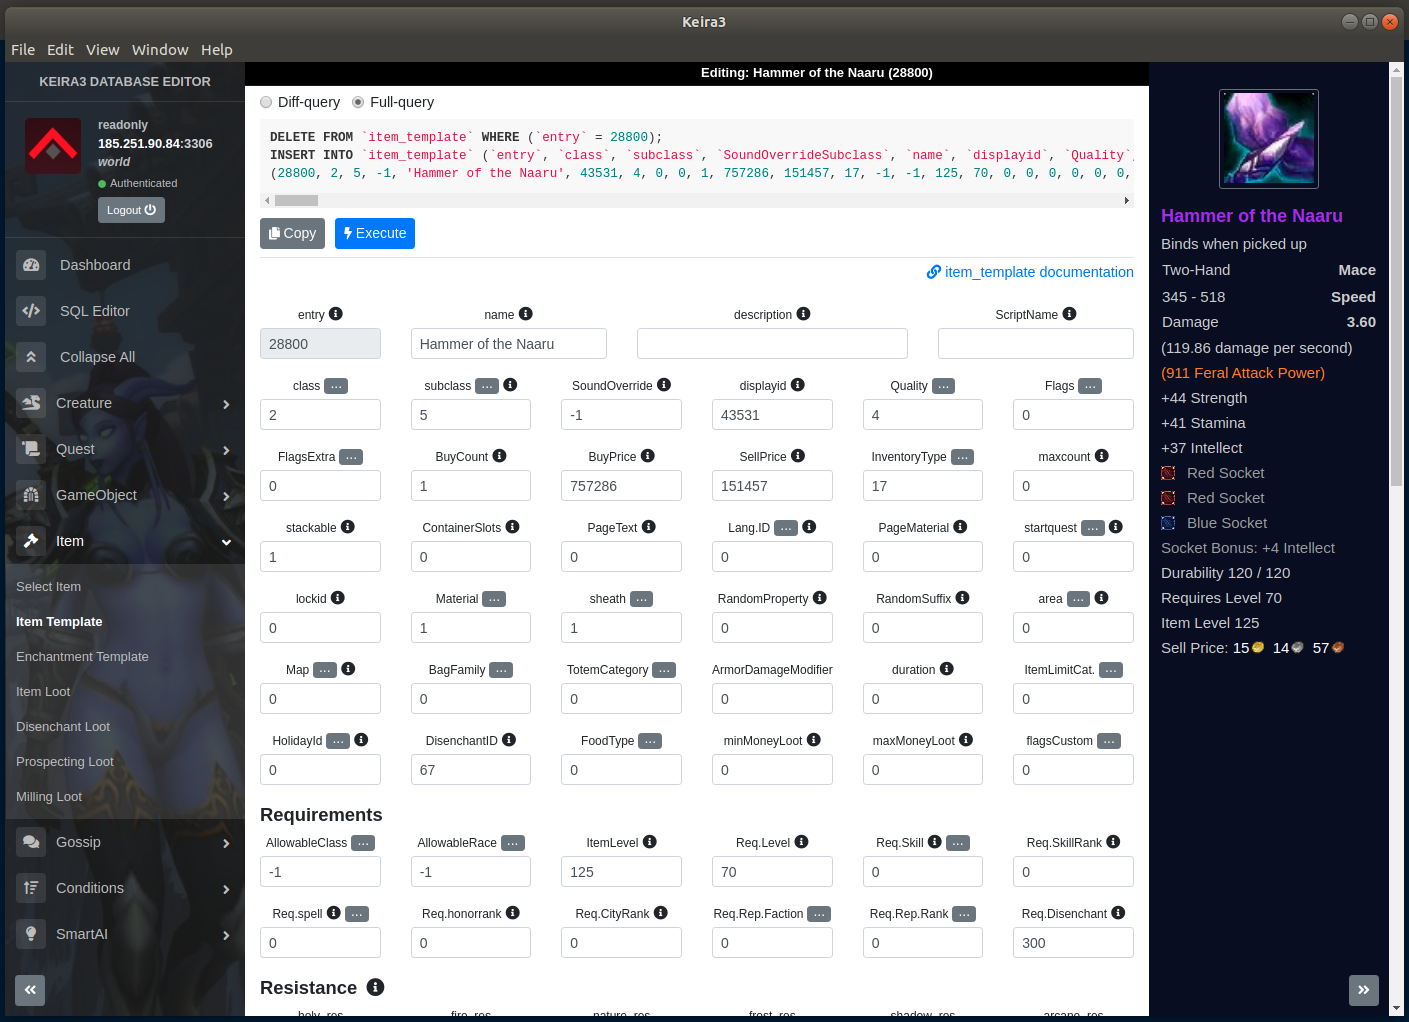 Keira3
File Edit View Window Help
KEIRA3 DATABASE EDITOR
readonly
185.251.90.84:3306
world
Authenticated
Logout
Dashboard
SQL Editor
Collapse All
Creature
Quest
GameObject
Item
Select Item
Item Template
Enchantment Template
Item Loot
Disenchant Loot
Prospecting Loot
Milling Loot
Gossip
Conditions
SmartAI
Editing: Hammer of the Naaru (28800)
Diff-query Full-query
DELETE FROM `item_template` WHERE (`entry` = 28800);
INSERT INTO `item_template` (`entry`, `class`, `subclass`, `SoundOverrideSubclass`, `name`, `displayid`, `Quality`,
(28800, 2, 5, -1, 'Hammer of the Naaru', 43531, 4, 0, 0, 1, 757286, 151457, 17, -1, -1, 125, 70, 0, 0, 0, 0, 0, 0,
Copy Execute
item_template documentation
entry name description ScriptName
28800 Hammer of the Naaru
class ... subclass ... SoundOverride displayid Quality ... Flags ...
2 5 -1 43531 4 0
FlagsExtra ... BuyCount BuyPrice SellPrice InventoryType ... maxcount
0 1 757286 151457 17 0
stackable ContainerSlots PageText Lang.ID ... PageMaterial startquest ...
1 0 0 0 0 0
lockid Material ... sheath ... RandomProperty RandomSuffix area ...
0 1 1 0 0 0
Map ... BagFamily ... TotemCategory ... ArmorDamageModifier duration ItemLimitCat. ...
0 0 0 0 0 0
HolidayId ... DisenchantID FoodType ... minMoneyLoot maxMoneyLoot flagsCustom ...
0 67 0 0 0 0
Requirements
AllowableClass ... AllowableRace ... ItemLevel Req.Level Req.Skill ... Req.SkillRank
-1 -1 125 70 0 0
Req.spell ... Req.honorrank Req.CityRank Req.Rep.Faction ... Req.Rep.Rank ... Req.Disenchant
0 0 0 0 0 300
Resistance
holy_res fire_res nature_res frost_res shadow_res arcane_res
Hammer of the Naaru
Binds when picked up
Two-Hand Mace
345 - 518 Speed
Damage 3.60
(119.86 damage per second)
(911 Feral Attack Power)
+44 Strength
+41 Stamina
+37 Intellect
Red Socket
Red Socket
Blue Socket
Socket Bonus: +4 Intellect
Durability 120 / 120
Requires Level 70
Item Level 125
Sell Price: 15 14 57